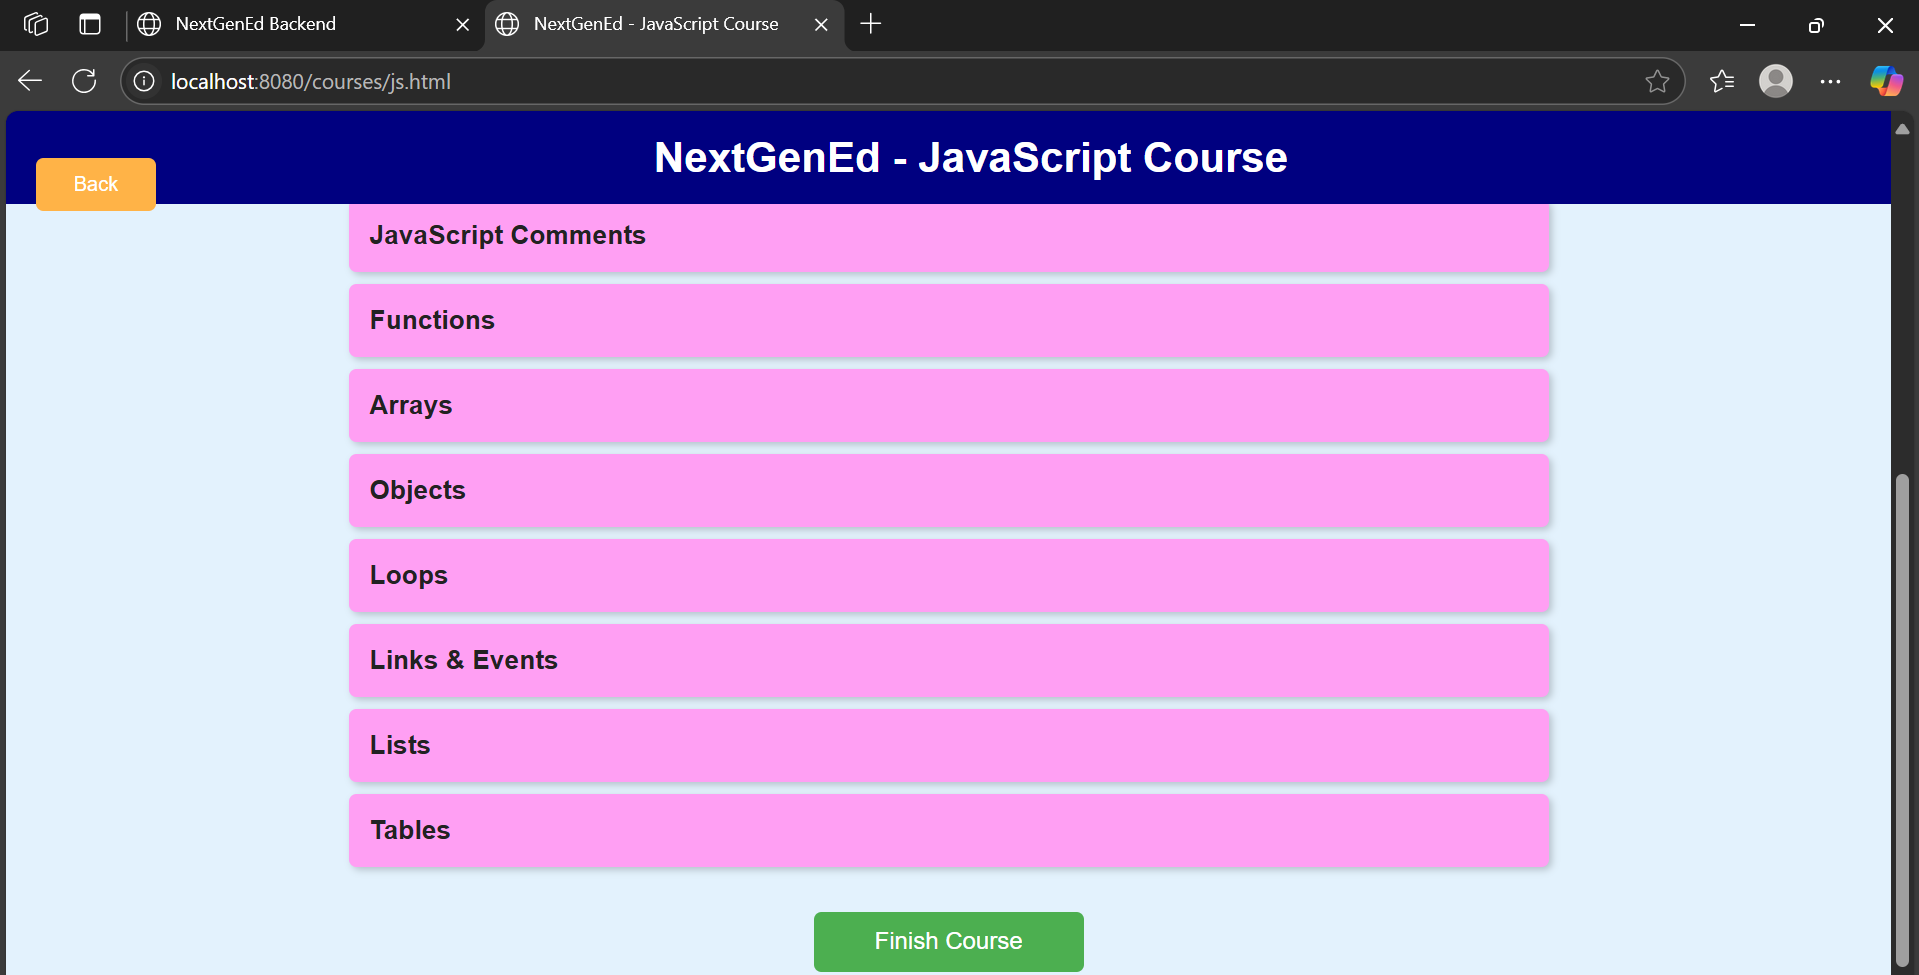 NextGenEd Backend
NextGenEd - JavaScript Course
localhost:8080/courses/js.html
NextGenEd - JavaScript Course
Back
JavaScript Comments
Functions
Arrays
Objects
Loops
Links & Events
Lists
Tables
Finish Course